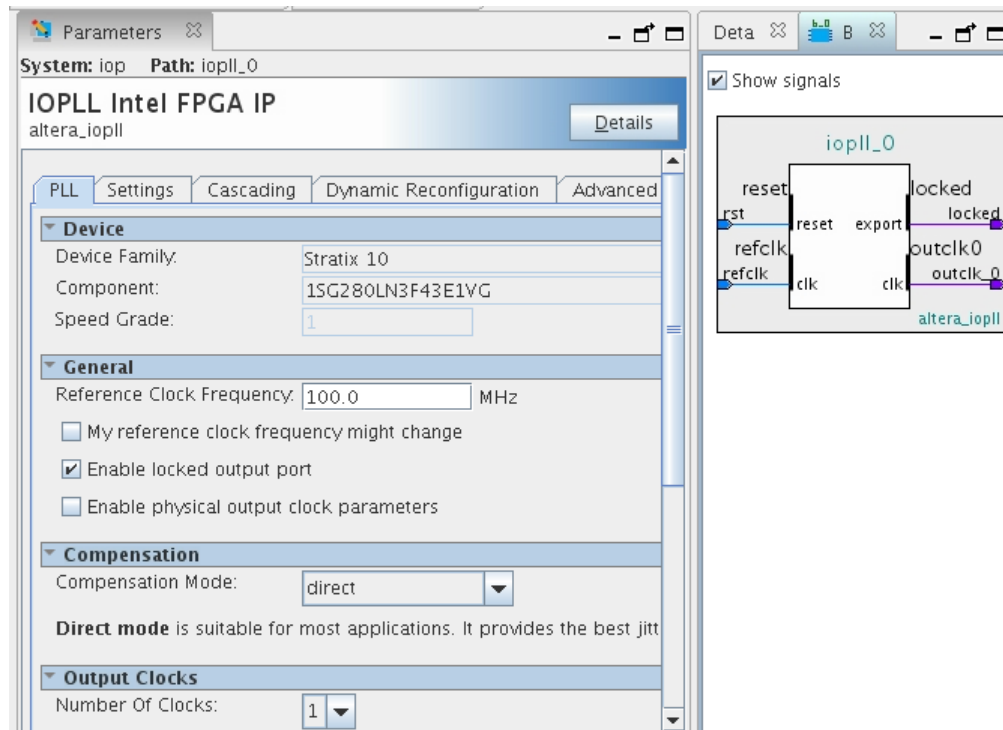 Parameters
System: iop Path: iopll_0
IOPLL Intel FPGA IP
altera_iopll
Details
PLL Settings Cascading Dynamic Reconfiguration Advanced
Device
Device Family: Stratix 10
Component: 1SG280LN3F43E1VG
Speed Grade: 1
General
Reference Clock Frequency: 100.0 MHz
My reference clock frequency might change
Enable locked output port
Enable physical output clock parameters
Compensation
Compensation Mode: direct
Direct mode is suitable for most applications. It provides the best jitt
Output Clocks
Number Of Clocks: 1
Deta B
Show signals
iopll_0
reset locked
rst reset export locked
refclk outclk0
refclk clk clk outclk_0
altera_iopll